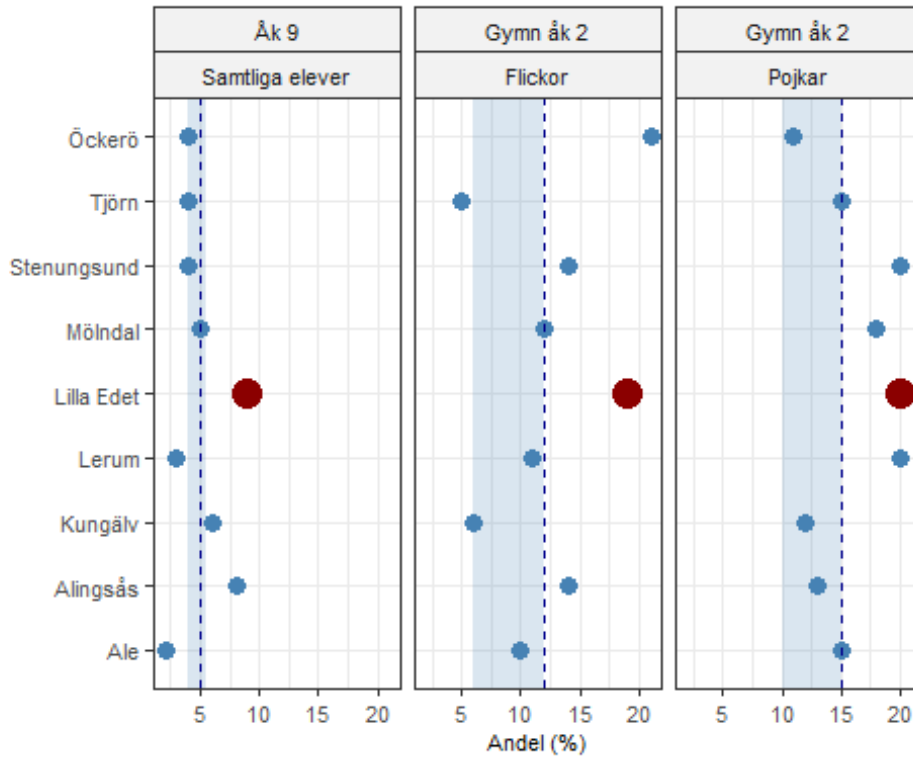 Åk 9
Gymn åk 2
Gymn åk 2
Samtliga elever
Flickor
Pojkar
Öckerö
Tjörn
Stenungsund
Mölndal
Lilla Edet
Lerum
Kungälv
Alingsås
Ale
5 10 15 20
5 10 15 20
5 10 15 20
Andel (%)